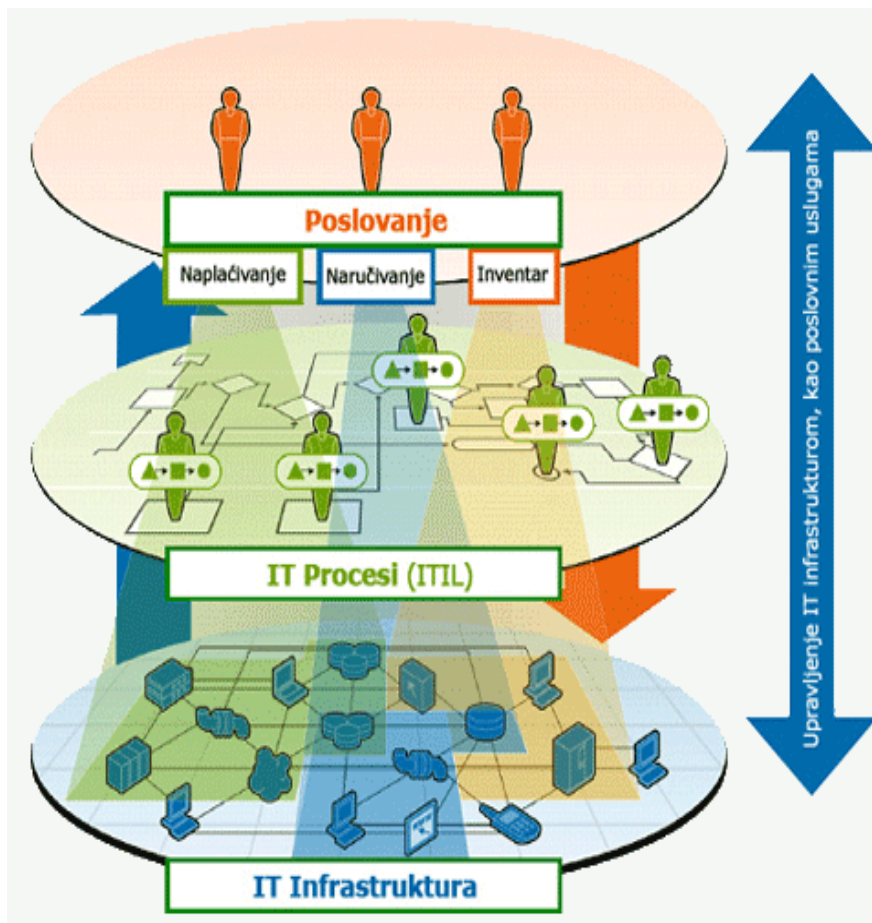 Poslovanje
Naplaćivanje
Naručivanje
Inventar
IT Procesi (ITIL)
IT Infrastruktura
Upravljenje IT infrastrukturom, kao poslovnim uslugama